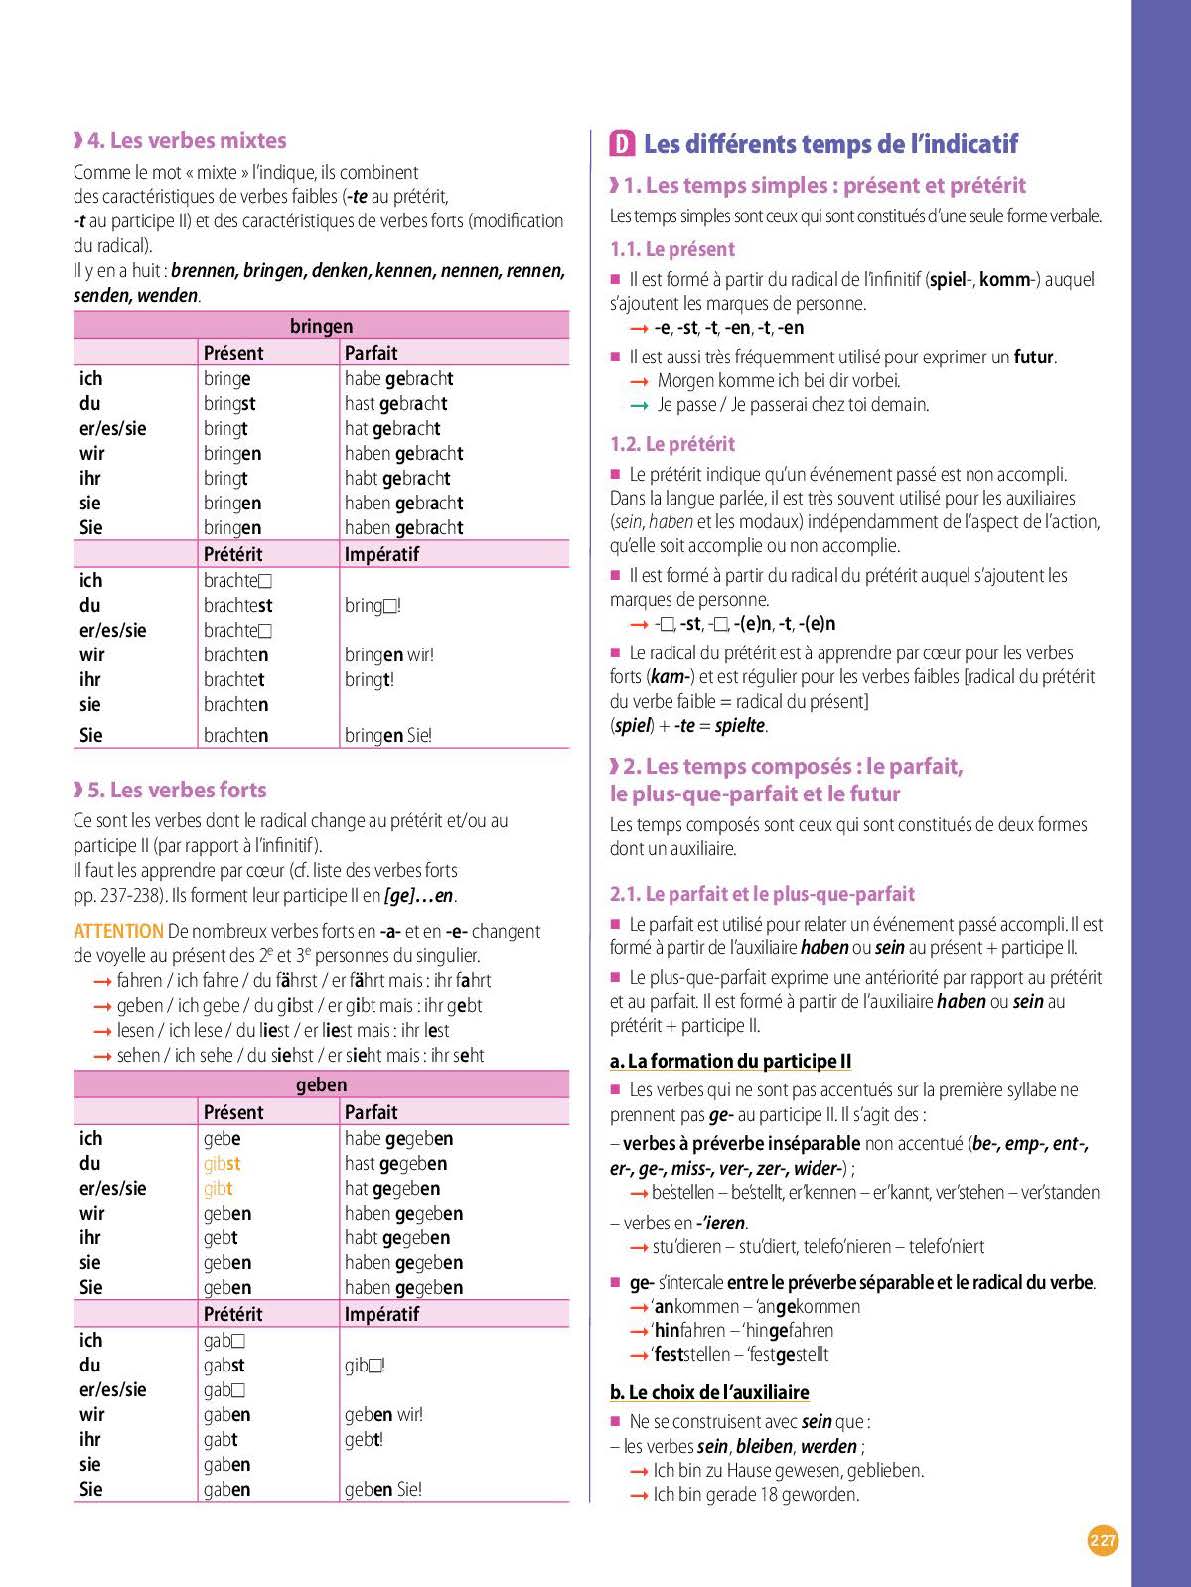 4. Les verbes mixtes
Comme le mot « mixte » l'indique, ils combinent
des caractéristiques de verbes faibles (-te au prétérit,
-t au participe II) et des caractéristiques de verbes forts (modification
du radical).
Il y en a huit : brennen, bringen, denken, kennen, nennen, rennen,
senden, wenden.
bringen
Présent Parfait
ich bringe habe gebracht
du bringst hast gebracht
er/es/sie bringt hat gebracht
wir bringen haben gebracht
ihr bringt habt gebracht
sie bringen haben gebracht
Sie bringen haben gebracht
Prétérit Impératif
ich brachte□
du brachtest bring□!
er/es/sie brachte□
wir brachten bringen wir!
ihr brachtet bringt!
sie brachten
Sie brachten bringen Sie!
5. Les verbes forts
Ce sont les verbes dont le radical change au prétérit et/ou au
participe II (par rapport à l'infinitif).
Il faut les apprendre par cœur (cf. liste des verbes forts
pp. 237-238). Ils forment leur participe II en [ge]...en.
ATTENTION De nombreux verbes forts en -a- et en -e- changent
de voyelle au présent des 2e et 3e personnes du singulier.
→ fahren / ich fahre / du fährst / er fährt mais : ihr fahrt
→ geben / ich gebe / du gibst / er gibt mais : ihr gebt
→ lesen / ich lese / du liest / er liest mais : ihr lest
→ sehen / ich sehe / du siehst / er sieht mais : ihr seht
geben
Présent Parfait
ich gebe habe gegeben
du gibst hast gegeben
er/es/sie gibt hat gegeben
wir geben haben gegeben
ihr gebt habt gegeben
sie geben haben gegeben
Sie geben haben gegeben
Prétérit Impératif
ich gab□
du gabst gib□!
er/es/sie gab□
wir gaben geben wir!
ihr gabt gebt!
sie gaben
Sie gaben geben Sie!
D Les différents temps de l'indicatif
1. Les temps simples : présent et prétérit
Les temps simples sont ceux qui sont constitués d'une seule forme verbale.
1.1. Le présent
■ Il est formé à partir du radical de l'infinitif (spiel-, komm-) auquel
s'ajoutent les marques de personne.
→ -e, -st, -t, -en, -t, -en
■ Il est aussi très fréquemment utilisé pour exprimer un futur.
→ Morgen komme ich bei dir vorbei.
→ Je passe / Je passerai chez toi demain.
1.2. Le prétérit
■ Le prétérit indique qu'un événement passé est non accompli.
Dans la langue parlée, il est très souvent utilisé pour les auxiliaires
(sein, haben et les modaux) indépendamment de l'aspect de l'action,
qu'elle soit accomplie ou non accomplie.
■ Il est formé à partir du radical du prétérit auquel s'ajoutent les
marques de personne.
→ -□, -st, -□, -(e)n, -t, -(e)n
■ Le radical du prétérit est à apprendre par cœur pour les verbes
forts (kam-) et est régulier pour les verbes faibles [radical du prétérit
du verbe faible = radical du présent]
(spiel) + -te = spielte.
2. Les temps composés : le parfait,
le plus-que-parfait et le futur
Les temps composés sont ceux qui sont constitués de deux formes
dont un auxiliaire.
2.1. Le parfait et le plus-que-parfait
■ Le parfait est utilisé pour relater un événement passé accompli. Il est
formé à partir de l'auxiliaire haben ou sein au présent + participe II.
■ Le plus-que-parfait exprime une antériorité par rapport au prétérit
et au parfait. Il est formé à partir de l'auxiliaire haben ou sein au
prétérit + participe II.
a. La formation du participe II
■ Les verbes qui ne sont pas accentués sur la première syllabe ne
prennent pas ge- au participe II. Il s'agit des :
– verbes à préverbe inséparable non accentué (be-, emp-, ent-,
er-, ge-, miss-, ver-, zer-, wider-) ;
→ be'stellen – be'stellt, er'kennen – er'kannt, ver'stehen – ver'standen
– verbes en -'ieren.
→ stu'dieren – stu'diert, telefo'nieren – telefo'niert
■ ge- s'intercale entre le préverbe séparable et le radical du verbe.
→ 'ankommen – 'angekommen
→ 'hinfahren – 'hingefahren
→ 'feststellen – 'festgestellt
b. Le choix de l'auxiliaire
■ Ne se construisent avec sein que :
– les verbes sein, bleiben, werden ;
→ Ich bin zu Hause gewesen, geblieben.
→ Ich bin gerade 18 geworden.
227